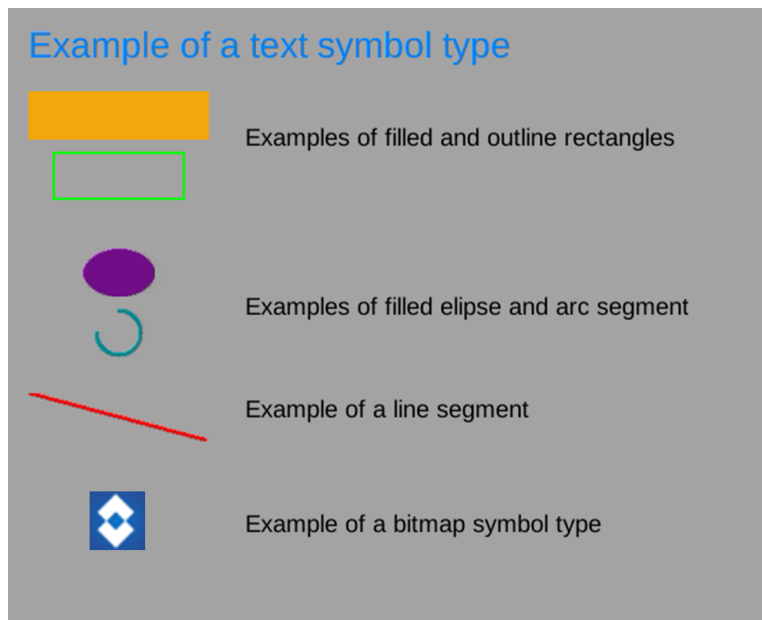 Example of a text symbol type
Examples of filled and outline rectangles
Examples of filled elipse and arc segment
Example of a line segment
Example of a bitmap symbol type